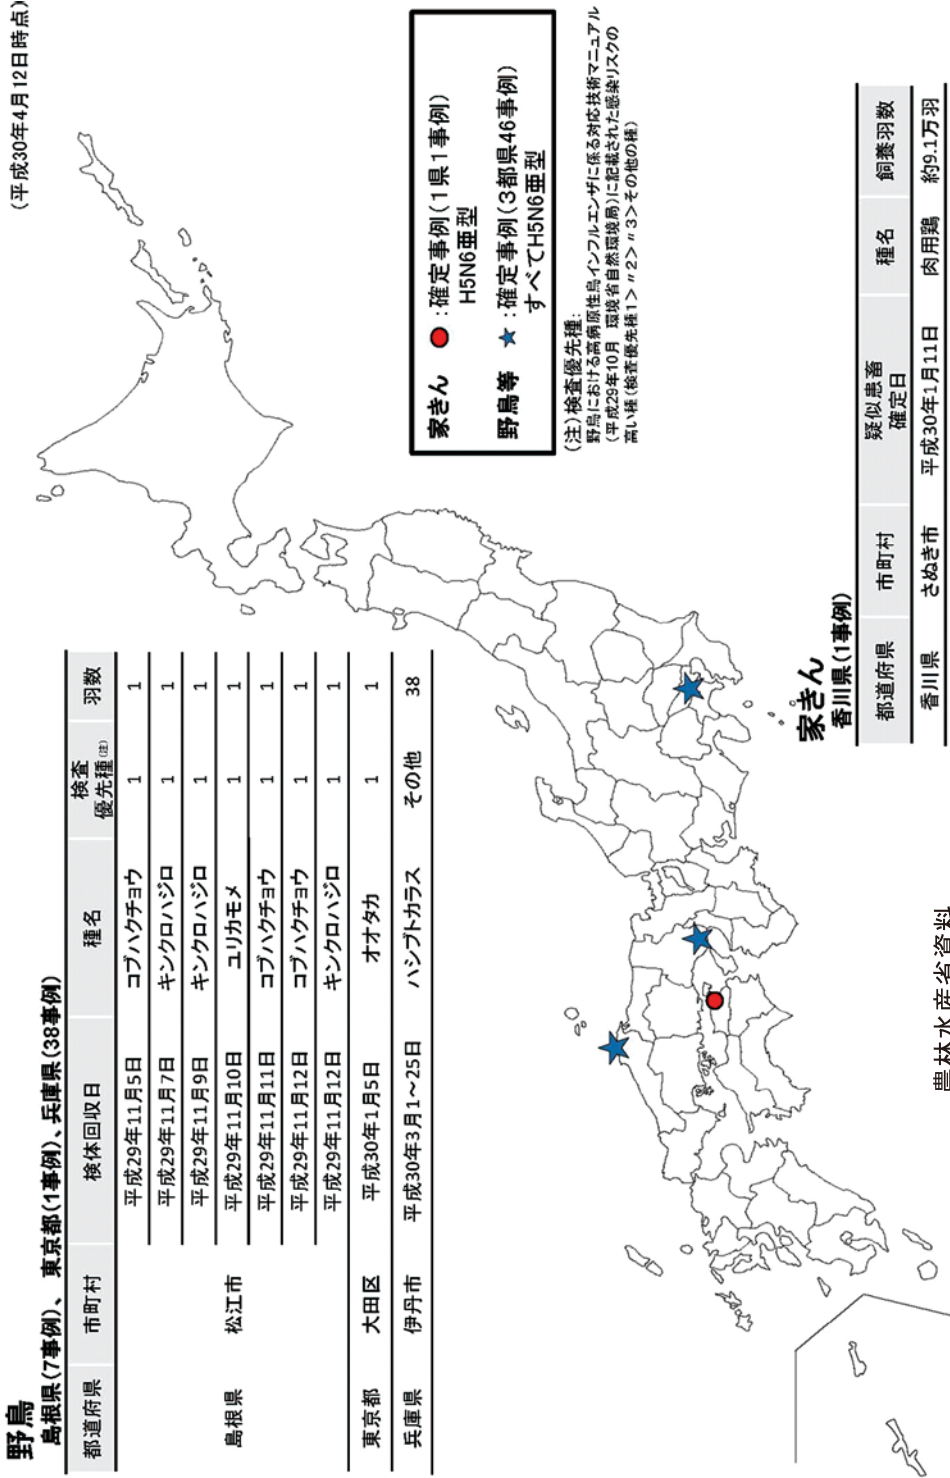 (平成30年4月12日時点)
野鳥
島根県(7事例)、 東京都(1事例)、兵庫県(38事例)
都道府県 市町村 検体回収日 種名 検査優先種(注) 羽数
島根県 松江市 平成29年11月5日 コブハクチョウ 1 1
平成29年11月7日 キンクロハジロ 1 1
平成29年11月9日 キンクロハジロ 1 1
平成29年11月10日 ユリカモメ 1 1
平成29年11月11日 コブハクチョウ 1 1
平成29年11月12日 コブハクチョウ 1 1
平成29年11月12日 キンクロハジロ 1 1
東京都 大田区 平成30年1月5日 オオタカ 1 1
兵庫県 伊丹市 平成30年3月1~25日 ハシブトカラス その他 38
家きん :確定事例(1県1事例)
H5N6亜型
野鳥等 :確定事例(3都県46事例)
すべてH5N6亜型
(注)検査優先種:
野鳥における高病原性鳥インフルエンザに係る対応技術マニュアル
(平成29年10月 環境省自然環境局)に記載された感染リスクの
高い種(検査優先種1>〃2>〃3>その他の種)
家きん
香川県(1事例)
都道府県 市町村 疑似患畜確定日 種名 飼養羽数
香川県 さぬき市 平成30年1月11日 肉用鶏 約9.1万羽
農林水産省資料